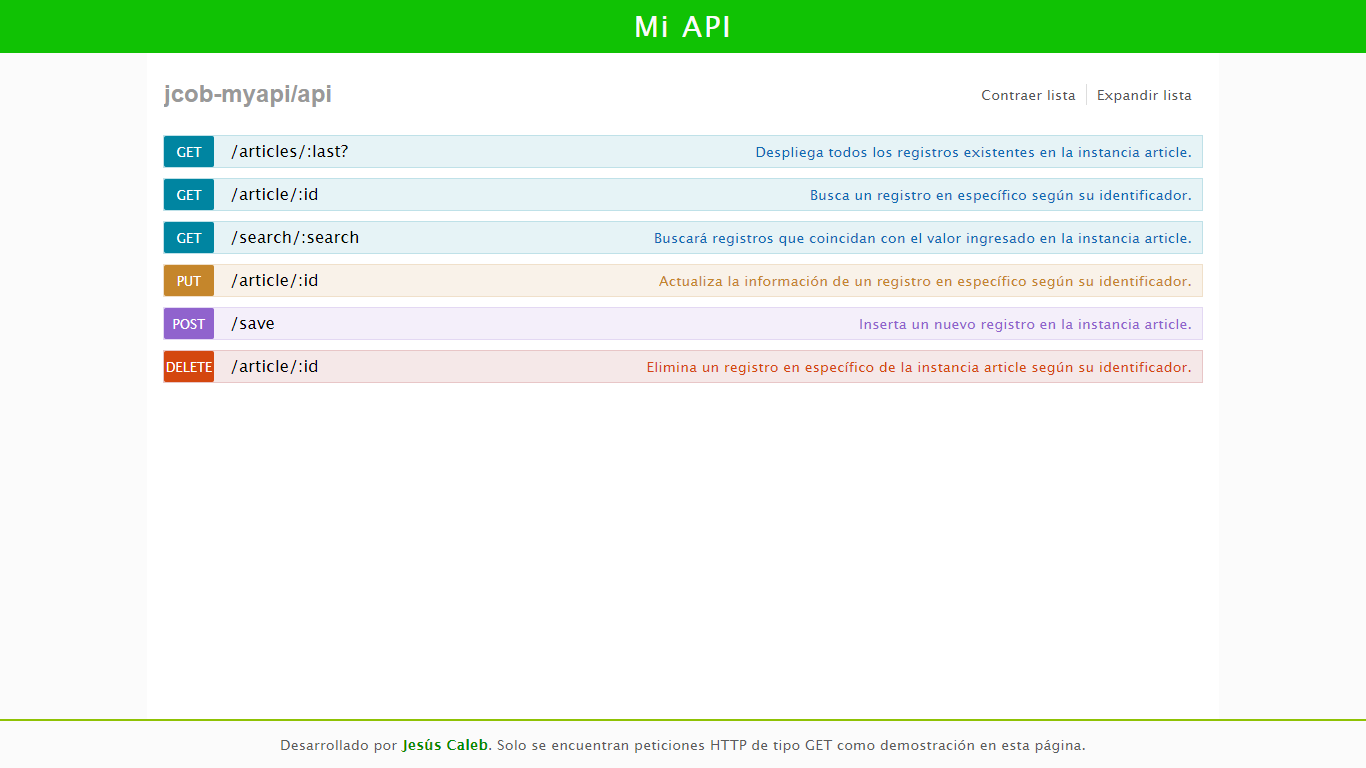 Mi API
jcob-myapi/api
Contraer lista Expandir lista
GET /articles/:last? Despliega todos los registros existentes en la instancia article.
GET /article/:id Busca un registro en específico según su identificador.
GET /search/:search Buscará registros que coincidan con el valor ingresado en la instancia article.
PUT /article/:id Actualiza la información de un registro en específico según su identificador.
POST /save Inserta un nuevo registro en la instancia article.
DELETE /article/:id Elimina un registro en específico de la instancia article según su identificador.
Desarrollado por Jesús Caleb. Solo se encuentran peticiones HTTP de tipo GET como demostración en esta página.